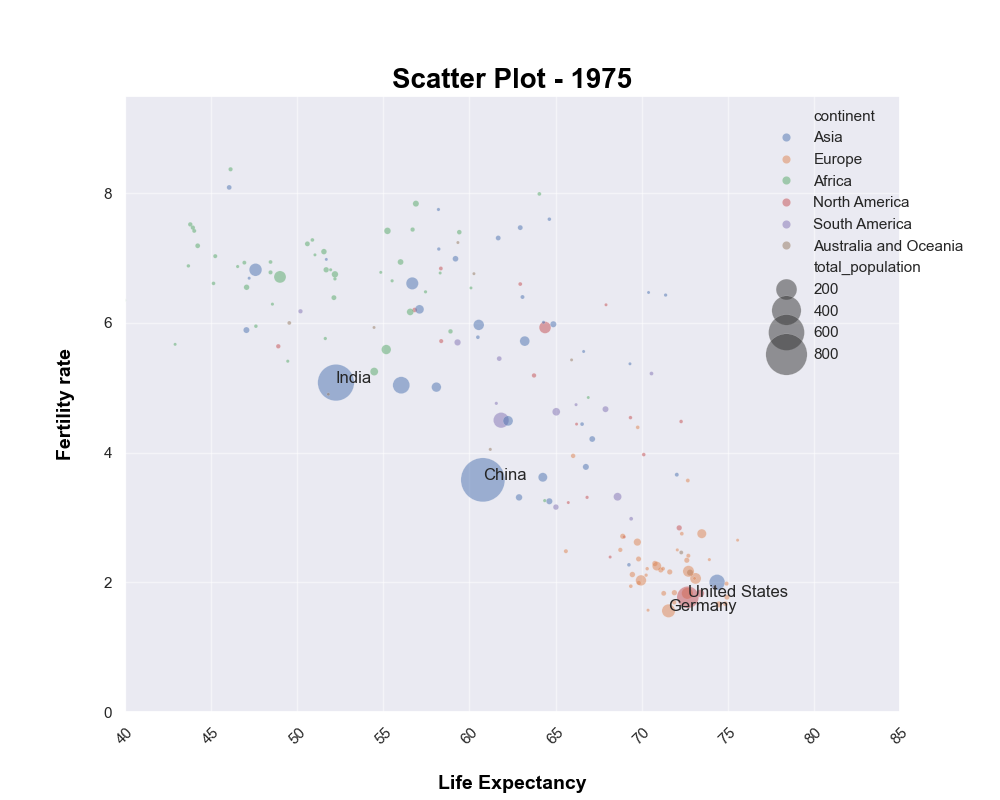 Scatter Plot - 1975
continent
Asia
Europe
Africa
North America
South America
Australia and Oceania
total_population
200
400
600
800
India
China
United States
Germany
Fertility rate
8
6
4
2
0
40 45 50 55 60 65 70 75 80 85
Life Expectancy